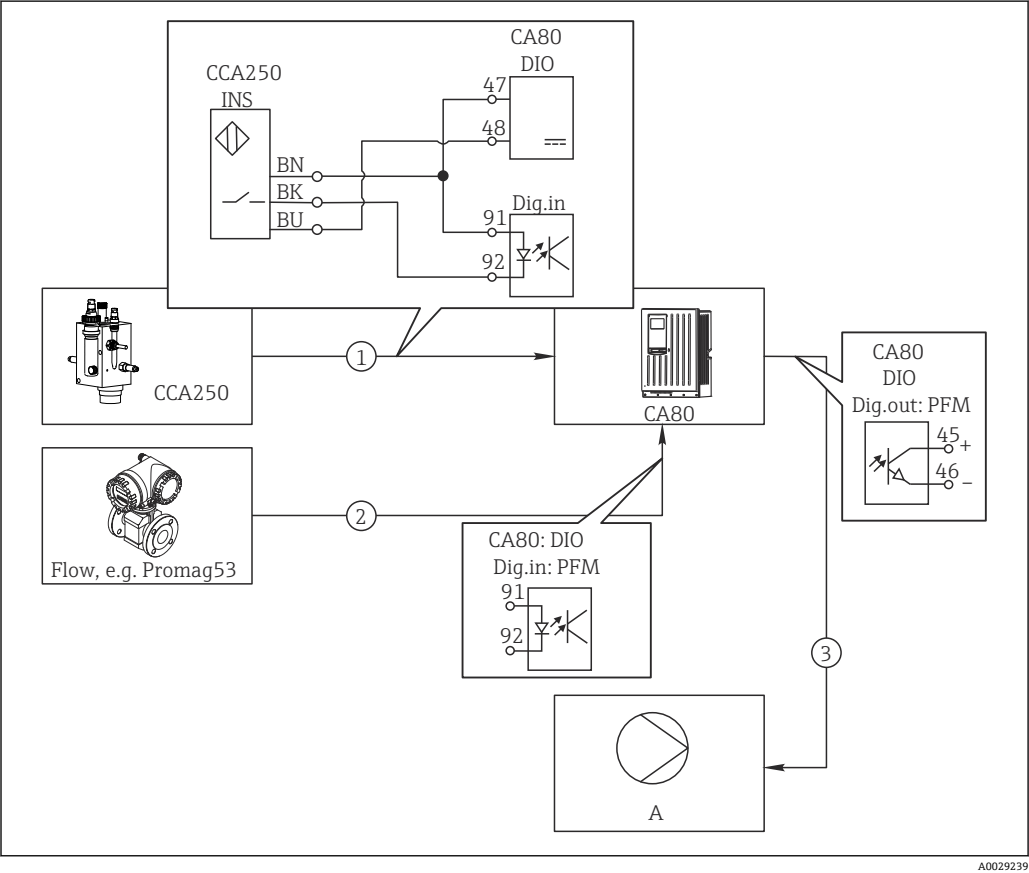 CA80
DIO
CCA250
INS
47
48
BN
BK
BU
Dig.in
91
92
1
CCA250
CA80
CA80
DIO
Dig.out: PFM
45
+
46
–
2
Flow, e.g. Promag53
CA80: DIO
Dig.in: PFM
91
92
3
A
A0029239